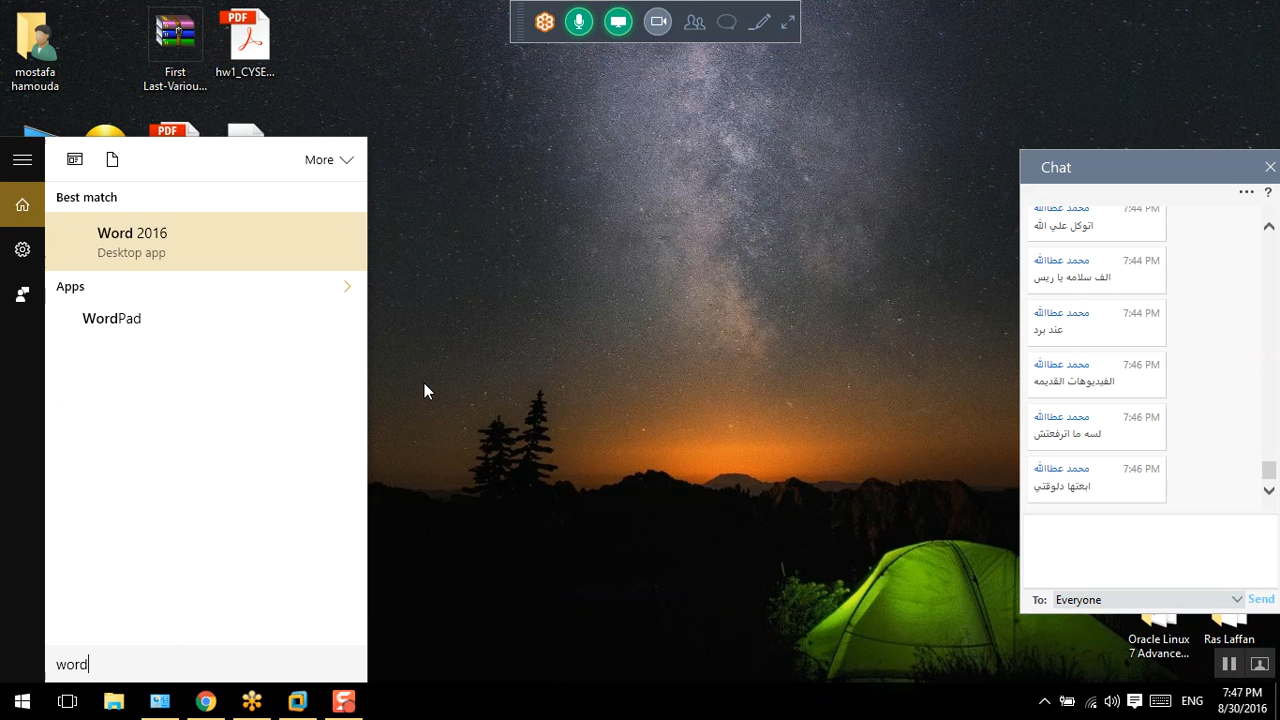 mostafa
hamouda
First
Last-Variou...
PDF
hw1_CYSE...
PDF
More
Best match
Word 2016
Desktop app
Apps
WordPad
word
Chat
... ?
محمد عطاالله 7:44 PM
اتوكل علي الله
محمد عطاالله 7:44 PM
الف سلامه يا ريس
محمد عطاالله 7:44 PM
عند برد
محمد عطاالله 7:46 PM
الفيديوهات القديمه
محمد عطاالله 7:46 PM
لسه ما اترفعتش
محمد عطاالله 7:46 PM
ابعتها دلوقتي
To: Everyone Send
Oracle Linux
7 Advance...
Ras Laffan
ENG
7:47 PM
8/30/2016